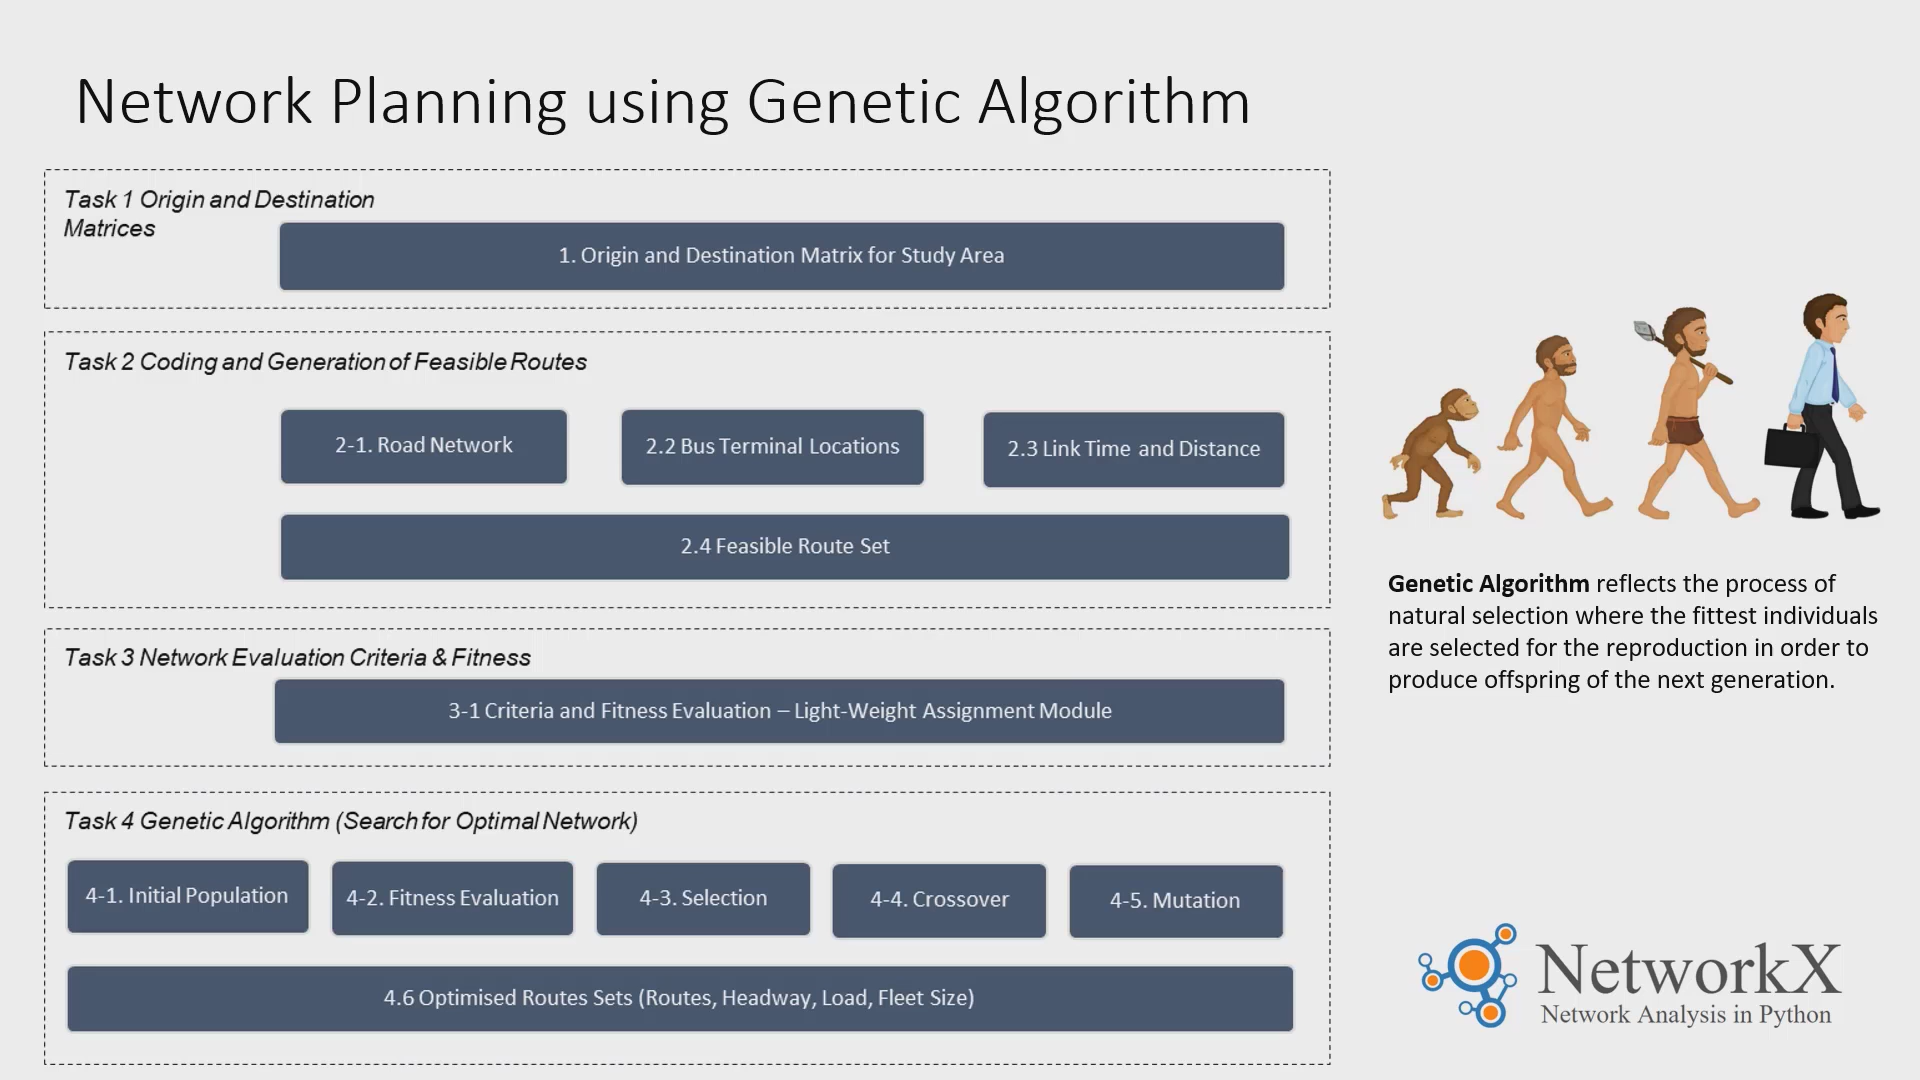 Network Planning using Genetic Algorithm
Task 1 Origin and Destination
Matrices
1. Origin and Destination Matrix for Study Area
Task 2 Coding and Generation of Feasible Routes
2-1. Road Network
2.2 Bus Terminal Locations
2.3 Link Time and Distance
2.4 Feasible Route Set
Task 3 Network Evaluation Criteria & Fitness
3-1 Criteria and Fitness Evaluation – Light-Weight Assignment Module
Task 4 Genetic Algorithm (Search for Optimal Network)
4-1. Initial Population
4-2. Fitness Evaluation
4-3. Selection
4-4. Crossover
4-5. Mutation
4.6 Optimised Routes Sets (Routes, Headway, Load, Fleet Size)
Genetic Algorithm reflects the process of
natural selection where the fittest individuals
are selected for the reproduction in order to
produce offspring of the next generation.
NetworkX
Network Analysis in Python